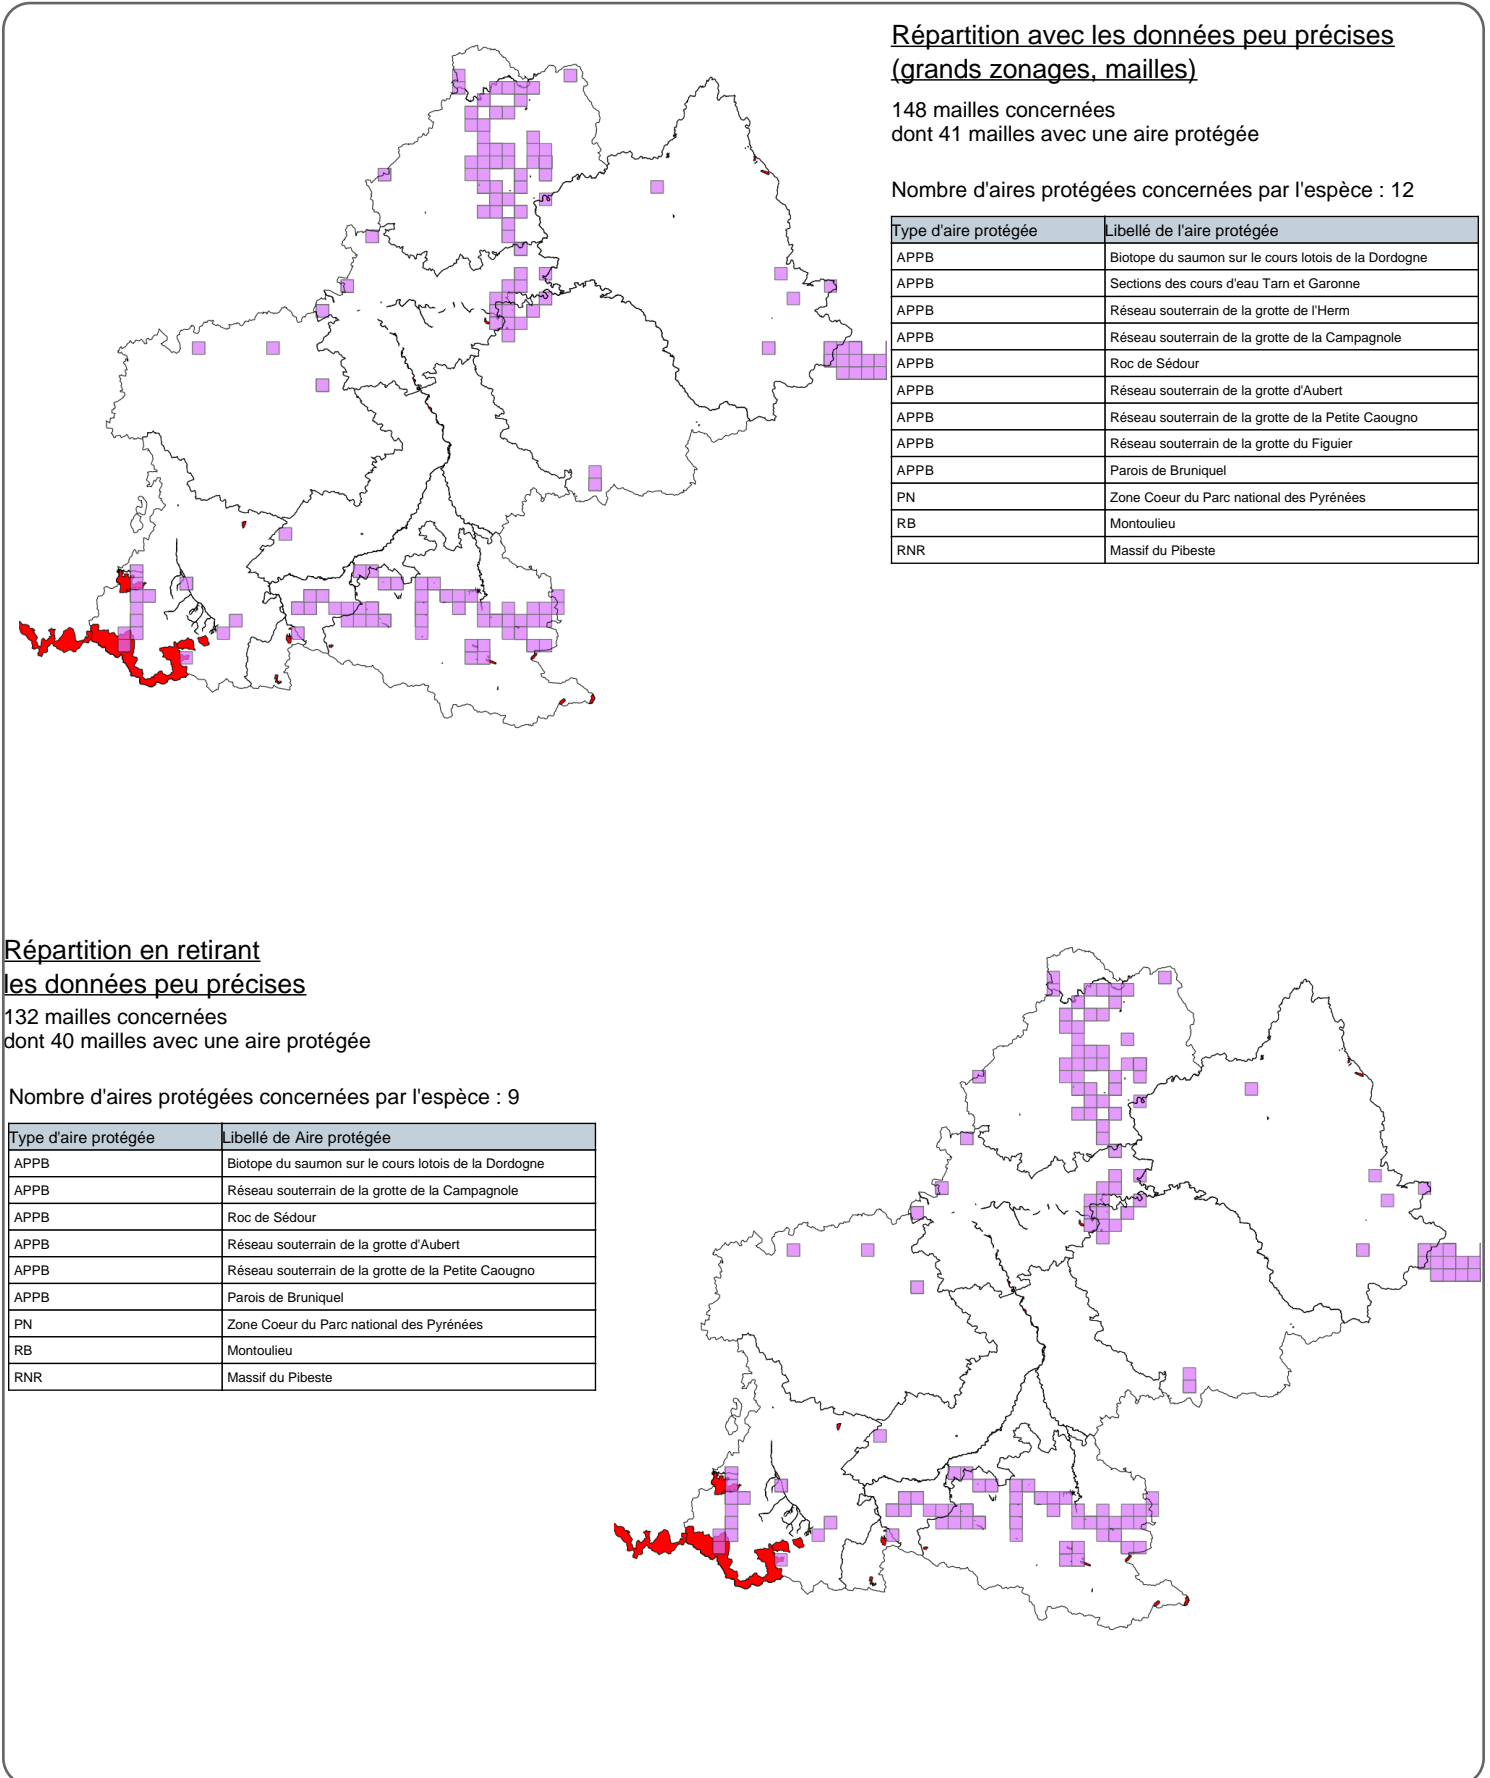 Répartition avec les données peu précises
(grands zonages, mailles)
148 mailles concernées
dont 41 mailles avec une aire protégée
Nombre d'aires protégées concernées par l'espèce : 12
Type d'aire protégée Libellé de l'aire protégée
APPB Biotope du saumon sur le cours lotois de la Dordogne
APPB Sections des cours d'eau Tarn et Garonne
APPB Réseau souterrain de la grotte de l'Herm
APPB Réseau souterrain de la grotte de la Campagnole
APPB Roc de Sédour
APPB Réseau souterrain de la grotte d'Aubert
APPB Réseau souterrain de la grotte de la Petite Caougno
APPB Réseau souterrain de la grotte du Figuier
APPB Parois de Bruniquel
PN Zone Coeur du Parc national des Pyrénées
RB Montoulieu
RNR Massif du Pibeste
Répartition en retirant
les données peu précises
132 mailles concernées
dont 40 mailles avec une aire protégée
Nombre d'aires protégées concernées par l'espèce : 9
Type d'aire protégée Libellé de Aire protégée
APPB Biotope du saumon sur le cours lotois de la Dordogne
APPB Réseau souterrain de la grotte de la Campagnole
APPB Roc de Sédour
APPB Réseau souterrain de la grotte d'Aubert
APPB Réseau souterrain de la grotte de la Petite Caougno
APPB Parois de Bruniquel
PN Zone Coeur du Parc national des Pyrénées
RB Montoulieu
RNR Massif du Pibeste